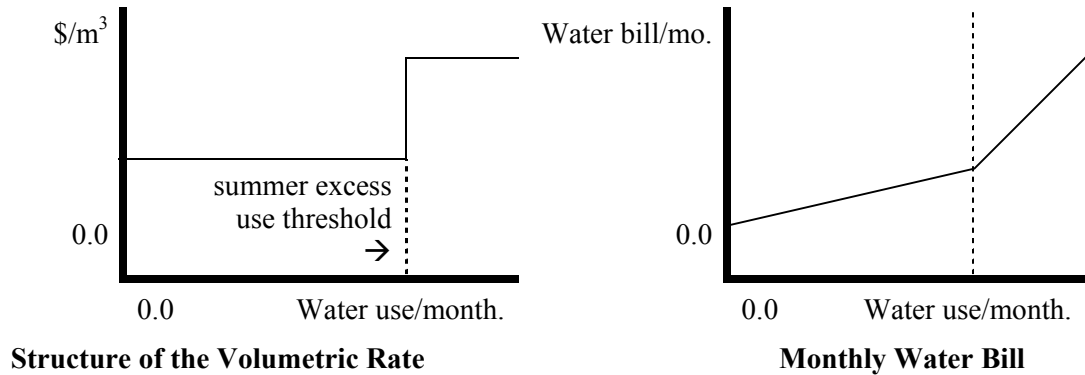 $/m³
summer excess
use threshold
→
0.0
0.0 Water use/month.
Structure of the Volumetric Rate
Water bill/mo.
0.0
0.0 Water use/month.
Monthly Water Bill